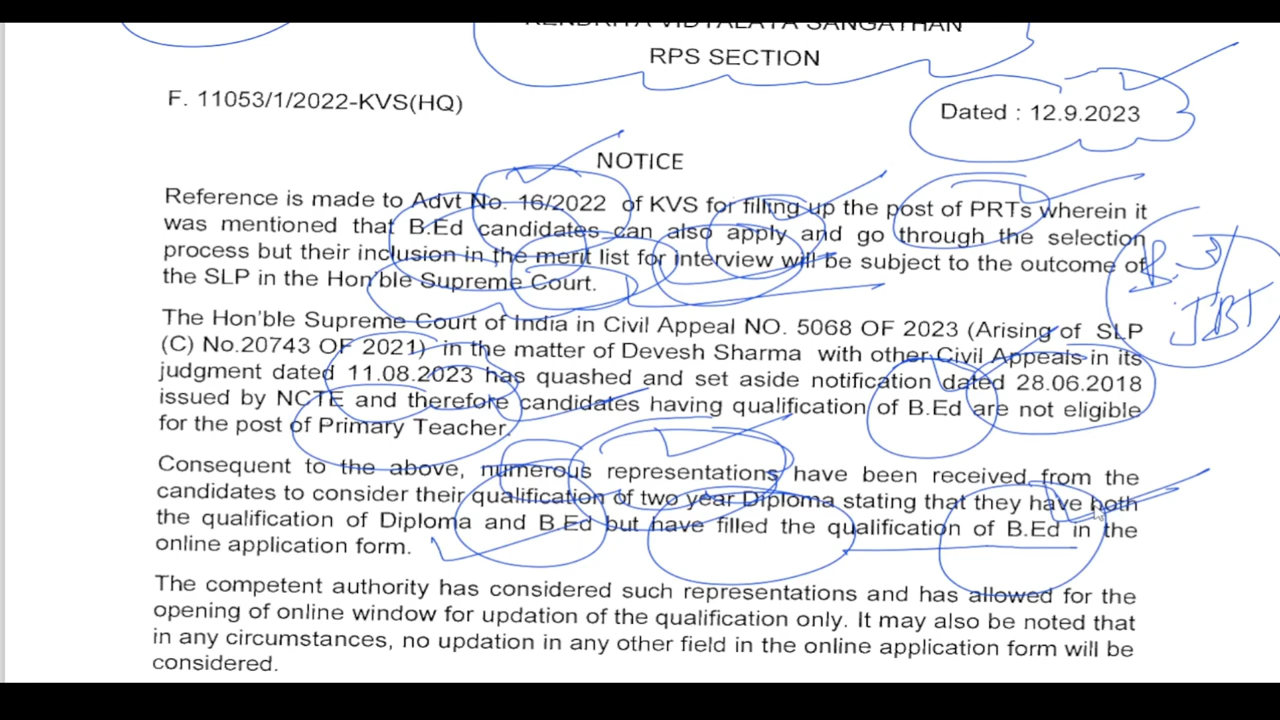 KENDRIYA VIDYALAYA SANGATHAN
RPS SECTION
F. 11053/1/2022-KVS(HQ)
Dated : 12.9.2023
NOTICE
Reference is made to Advt No. 16/2022 of KVS for filling up the post of PRTs wherein it
was mentioned that B.Ed candidates can also apply and go through the selection
process but their inclusion in the merit list for interview will be subject to the outcome of
the SLP in the Hon'ble Supreme Court.
The Hon'ble Supreme Court of India in Civil Appeal NO. 5068 OF 2023 (Arising of SLP
(C) No.20743 OF 2021) in the matter of Devesh Sharma with other Civil Appeals in its
judgment dated 11.08.2023 has quashed and set aside notification dated 28.06.2018
issued by NCTE and therefore candidates having qualification of B.Ed are not eligible
for the post of Primary Teacher.
Consequent to the above, numerous representations have been received from the
candidates to consider their qualification of two year Diploma stating that they have both
the qualification of Diploma and B.Ed but have filled the qualification of B.Ed in the
online application form.
The competent authority has considered such representations and has allowed for the
opening of online window for updation of the qualification only. It may also be noted that
in any circumstances, no updation in any other field in the online application form will be
considered.
JBT